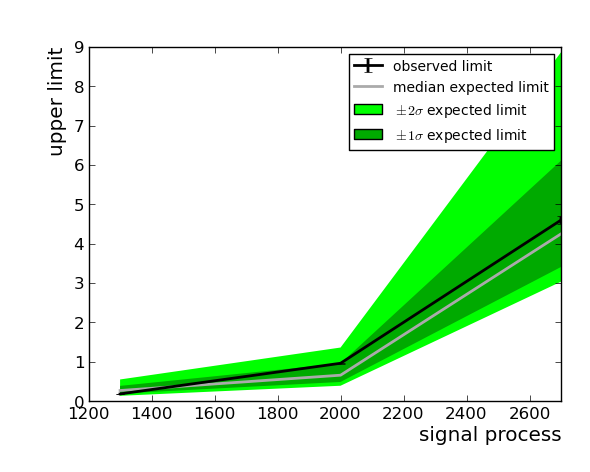 9
8
7
6
5
4
3
2
1
0
upper limit
observed limit
median expected limit
±2σ expected limit
±1σ expected limit
1200 1400 1600 1800 2000 2200 2400 2600
signal process